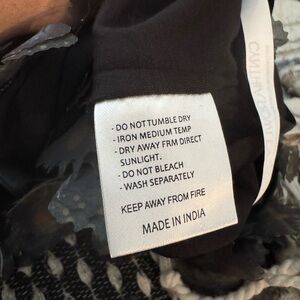 - DO NOT TUMBLE DRY
- IRON MEDIUM TEMP
- DRY AWAY FRM DIRECT
SUNLIGHT.
- DO NOT BLEACH
- WASH SEPARATELY
KEEP AWAY FROM FIRE
MADE IN INDIA